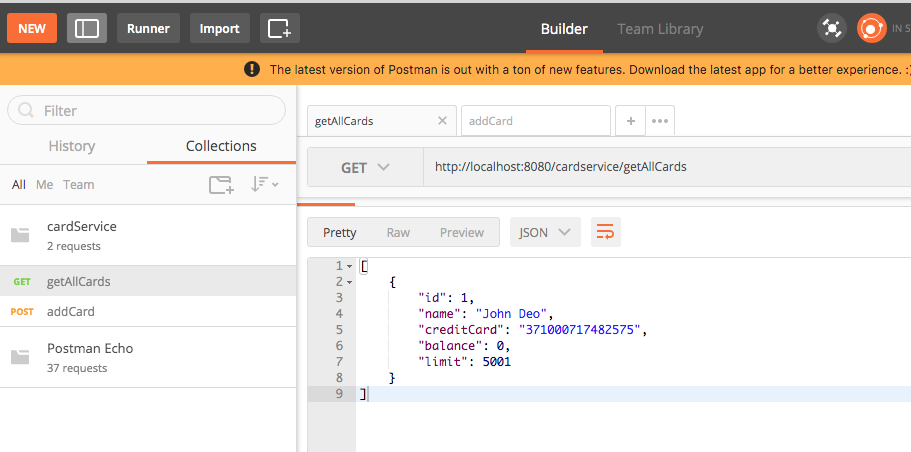 NEW Runner Import Builder Team Library IN S
The latest version of Postman is out with a ton of new features. Download the latest app for a better experience. :)
Filter
History Collections
All Me Team
cardService
2 requests
GET getAllCards
POST addCard
Postman Echo
37 requests
getAllCards addCard
GET http://localhost:8080/cardservice/getAllCards
Pretty Raw Preview JSON
1 [
2 {
3 "id": 1,
4 "name": "John Deo",
5 "creditCard": "371000717482575",
6 "balance": 0,
7 "limit": 5001
8 }
9 ]